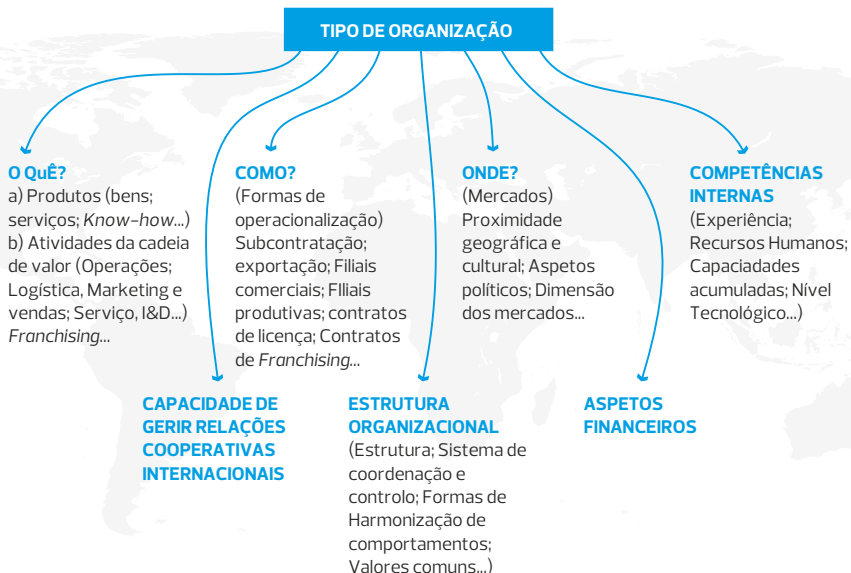 TIPO DE ORGANIZAÇÃO
O QuÊ?
a) Produtos (bens;
serviços; Know-how...)
b) Atividades da cadeia
de valor (Operações;
Logística, Marketing e
vendas; Serviço, I&D...)
Franchising...
COMO?
(Formas de
operacionalização)
Subcontratação;
exportação; Filiais
comerciais; FIliais
produtivas; contratos
de licença; Contratos
de Franchising...
ONDE?
(Mercados)
Proximidade
geográfica e
cultural; Aspetos
políticos; Dimensão
dos mercados...
COMPETÊNCIAS
INTERNAS
(Experiência;
Recursos Humanos;
Capaciadades
acumuladas; Nível
Tecnológico...)
CAPACIDADE DE
GERIR RELAÇÕES
COOPERATIVAS
INTERNACIONAIS
ESTRUTURA
ORGANIZACIONAL
(Estrutura; Sistema de
coordenação e
controlo; Formas de
Harmonização de
comportamentos;
Valores comuns...)
ASPETOS
FINANCEIROS